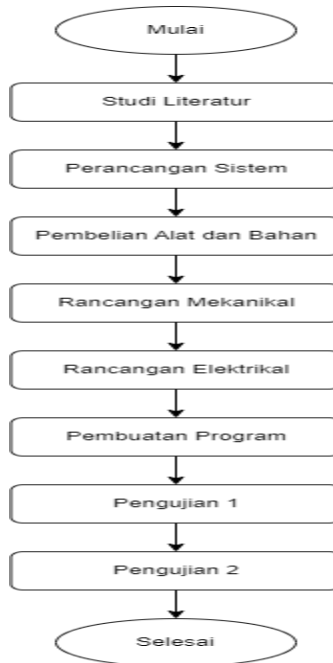 Mulai
Studi Literatur
Perancangan Sistem
Pembelian Alat dan Bahan
Rancangan Mekanikal
Rancangan Elektrikal
Pembuatan Program
Pengujian 1
Pengujian 2
Selesai